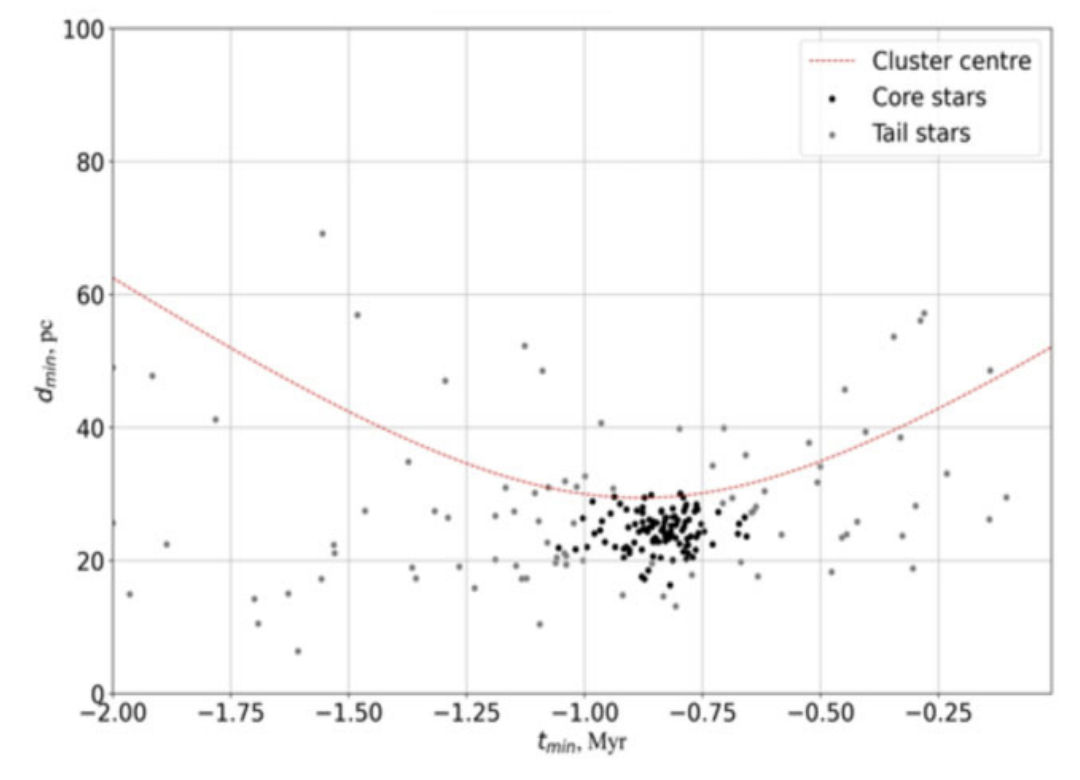 100
80
60
40
20
0
d_min, pc
−2.00 −1.75 −1.50 −1.25 −1.00 −0.75 −0.50 −0.25
t_min, Myr
Cluster centre
Core stars
Tail stars